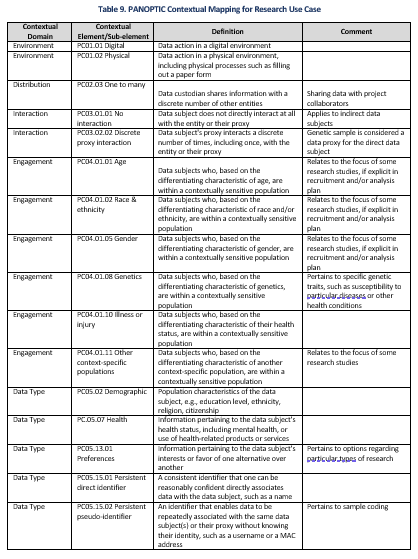 Table 9. PANOPTIC Contextual Mapping for Research Use Case
Contextual Domain
Contextual Element/Sub-element
Definition
Comment
Environment
PC01.01 Digital
Data action in a digital environment
Environment
PC01.02 Physical
Data action in a physical environment,
including physical processes such as filling
out a paper form
Distribution
PC02.03 One to many
Data custodian shares information with a
discrete number of other entities
Sharing data with project
collaborators
Interaction
PC03.01.01 No
interaction
Data subject does not directly interact at all
with the entity or their proxy
Applies to indirect data
subjects
Interaction
PC03.02.02 Discrete
proxy interaction
Data subject's proxy interacts a discrete
number of times, including once, with the
entity or their proxy
Genetic sample is considered a
data proxy for the direct data
subject
Engagement
PC04.01.01 Age
Data subjects who, based on the
differentiating characteristic of age, are
within a contextually sensitive population
Relates to the focus of some
research studies, if explicit in
recruitment and/or analysis
plan
Engagement
PC04.01.02 Race &
ethnicity
Data subjects who, based on the
differentiating characteristic of race and/or
ethnicity, are within a contextually sensitive
population
Relates to the focus of some
research studies, if explicit in
recruitment and/or analysis
plan
Engagement
PC04.01.05 Gender
Data subjects who, based on the
differentiating characteristic of gender, are
within a contextually sensitive population
Relates to the focus of some
research studies, if explicit in
recruitment and/or analysis
plan
Engagement
PC04.01.08 Genetics
Data subjects who, based on the
differentiating characteristic of genetics,
are within a contextually sensitive
population
Pertains to specific genetic
traits, such as susceptibility to
particular diseases or other
health conditions
Engagement
PC04.01.10 Illness or
injury
Data subjects who, based on the
differentiating characteristic of their health
status, are within a contextually sensitive
population
Engagement
PC04.01.11 Other
context-specific
populations
Data subjects who, based on the
differentiating characteristic of another
context-specific population, are within a
contextually sensitive population
Relates to the focus of some
research studies
Data Type
PC05.02 Demographic
Population characteristics of the data
subject, e.g., education level, ethnicity,
religion, citizenship
Data Type
PC.05.07 Health
Information pertaining to the data subject's
health status, including mental health, or
use of health-related products or services
Data Type
PC05.13.01
Preferences
Information pertaining to the data subject's
interests or favor of one alternative over
another
Pertains to options regarding
particular types of research
Data Type
PC05.15.01 Persistent
direct identifier
A consistent identifier that one can be
reasonably confident directly associates
data with the data subject, such as a name
Data Type
PC05.15.02 Persistent
pseudo-identifier
An identifier that enables data to be
repeatedly associated with the same data
subject(s) or their proxy without knowing
their identity, such as a username or a MAC
address
Pertains to sample coding